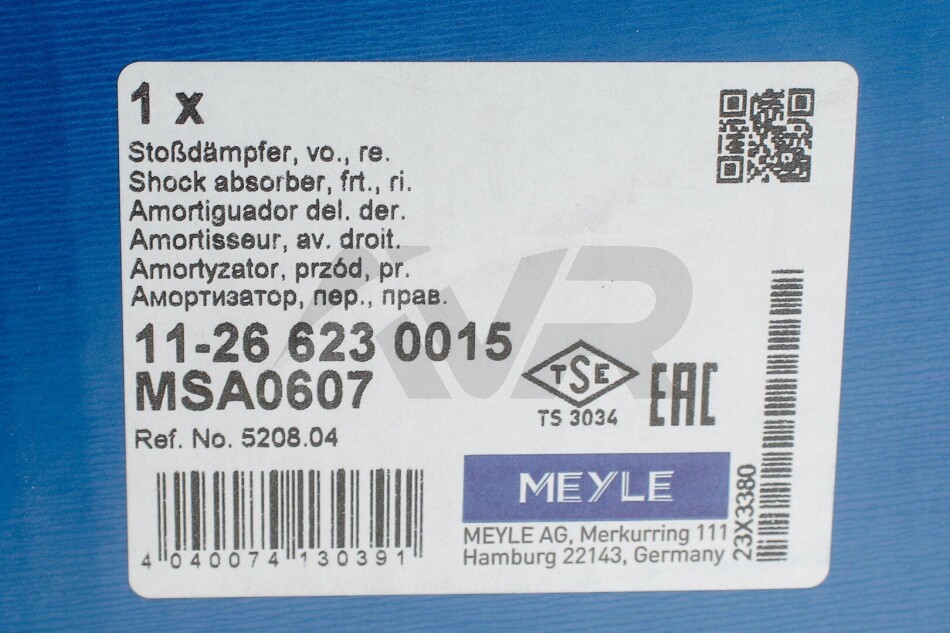 1 x
Stoßdämpfer, vo., re.
Shock absorber, frt., ri.
Amortiguador del. der.
Amortisseur, av. droit.
Amortyzator, przód, pr.
Амортизатор, пер., прав.
11-26 623 0015
MSA0607
Ref. No. 5208.04
AVR
TSE
TS 3034
EAC
MEYLE
MEYLE AG, Merkurring 111
Hamburg 22143, Germany
23X3380
4 040074 130391